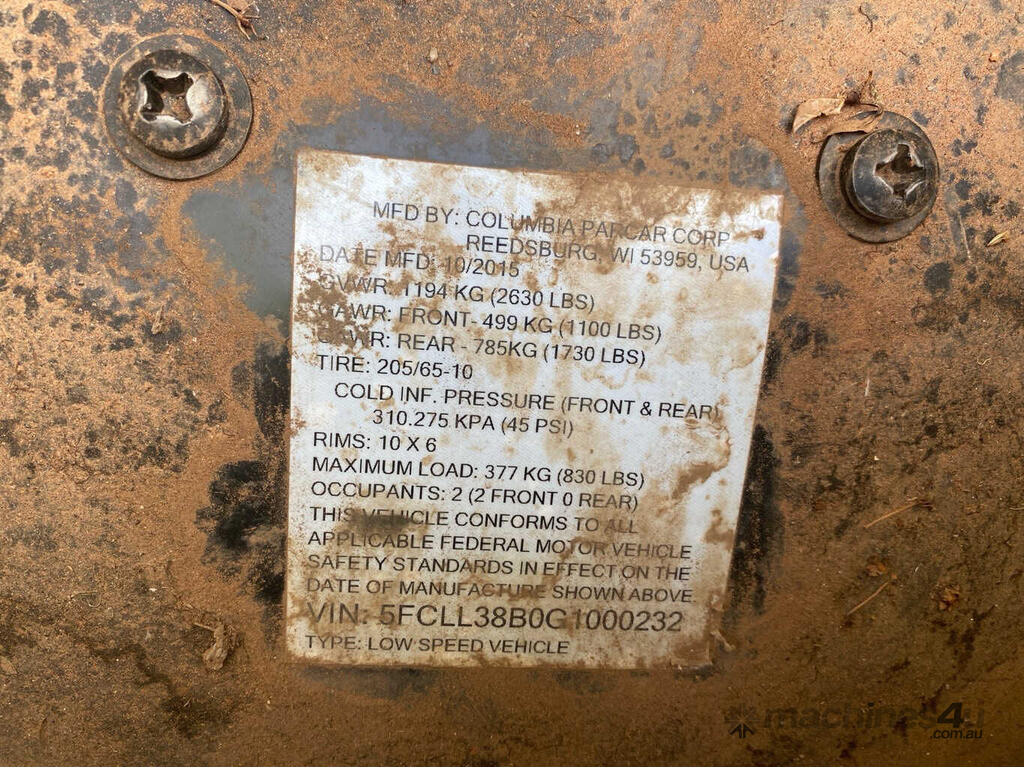 MFD BY: COLUMBIA PARCAR CORP
REEDSBURG, WI 53959, USA
DATE MFD: 10/2015
GVWR: 1194 KG (2630 LBS)
GAWR: FRONT- 499 KG (1100 LBS)
GAWR: REAR - 785KG (1730 LBS)
TIRE: 205/65-10
COLD INF. PRESSURE (FRONT & REAR)
310.275 KPA (45 PSI)
RIMS: 10 X 6
MAXIMUM LOAD: 377 KG (830 LBS)
OCCUPANTS: 2 (2 FRONT 0 REAR)
THIS VEHICLE CONFORMS TO ALL
APPLICABLE FEDERAL MOTOR VEHICLE
SAFETY STANDARDS IN EFFECT ON THE
DATE OF MANUFACTURE SHOWN ABOVE
VIN: 5FCLL38B0G1000232
TYPE: LOW SPEED VEHICLE
machines4u
.com.au